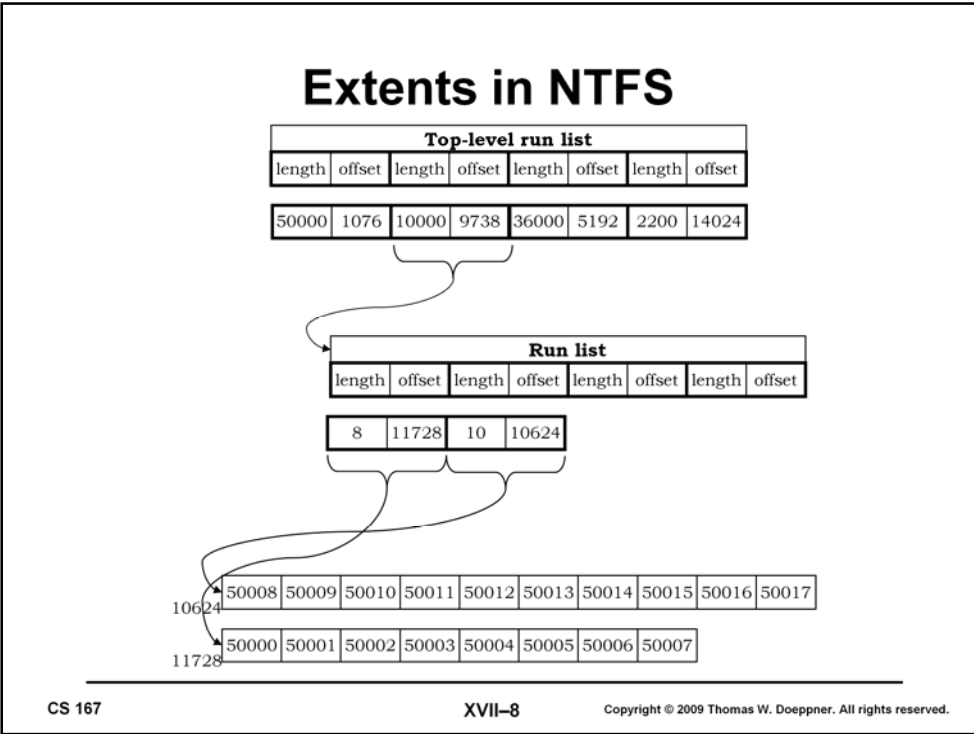 Extents in NTFS
Top-level run list
length offset length offset length offset length offset
50000 1076 10000 9738 36000 5192 2200 14024
Run list
length offset length offset length offset length offset
8 11728 10 10624
10624 50008 50009 50010 50011 50012 50013 50014 50015 50016 50017
11728 50000 50001 50002 50003 50004 50005 50006 50007
CS 167 XVII–8 Copyright © 2009 Thomas W. Doeppner. All rights reserved.